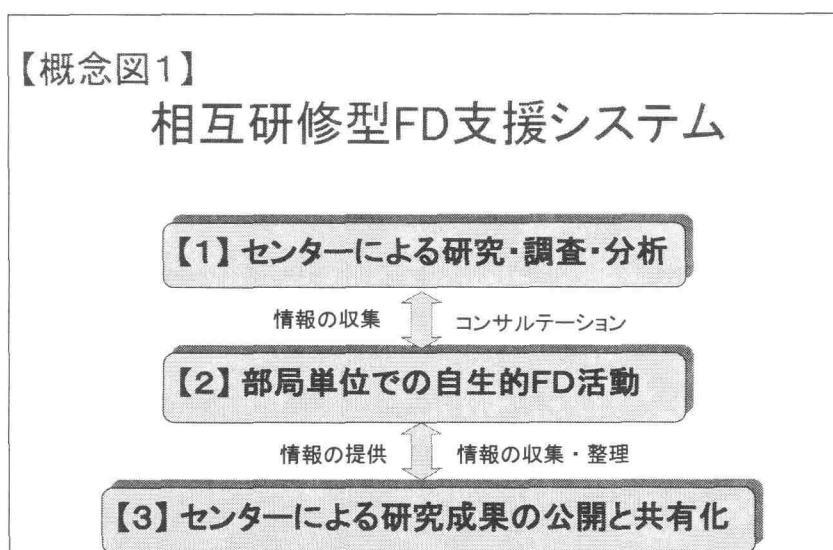 【概念図1】
相互研修型FD支援システム
【1】センターによる研究・調査・分析
情報の収集 コンサルテーション
【2】部局単位での自生的FD活動
情報の提供 情報の収集・整理
【3】センターによる研究成果の公開と共有化